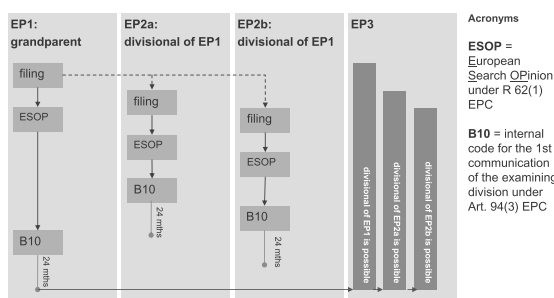 EP1:
grandparent
filing
ESOP
B10
24 mths
EP2a:
divisional of EP1
filing
ESOP
B10
24 mths
EP2b:
divisional of EP1
filing
ESOP
B10
24 mths
EP3
divisional of EP1 is possible
divisional of EP2a is possible
divisional of EP2b is possible
Acronyms
ESOP =
European
Search OPinion
under R 62(1)
EPC
B10 = internal
code for the 1st
communication
of the examining
division under
Art. 94(3) EPC